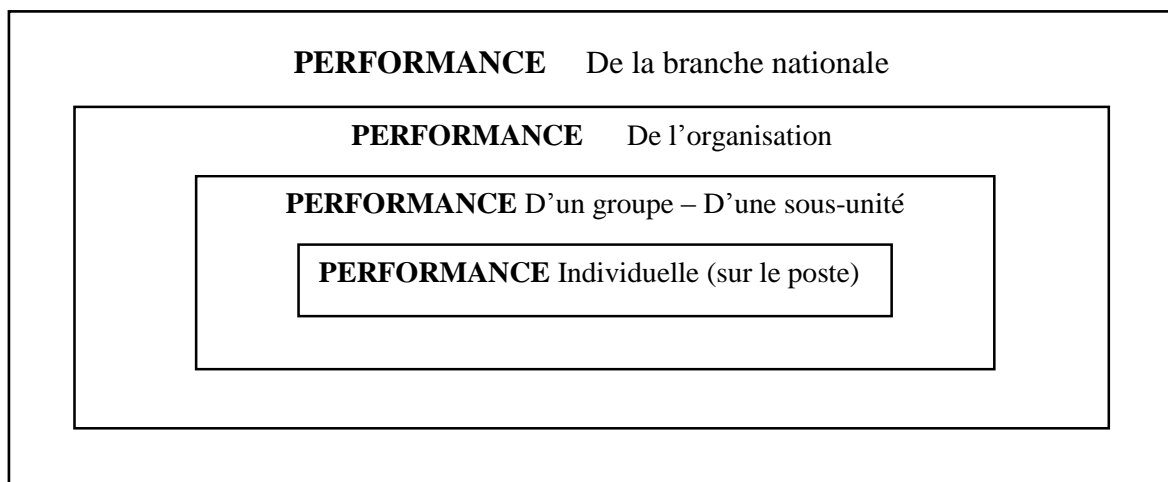 PERFORMANCE De la branche nationale
PERFORMANCE De l’organisation
PERFORMANCE D’un groupe – D’une sous-unité
PERFORMANCE Individuelle (sur le poste)